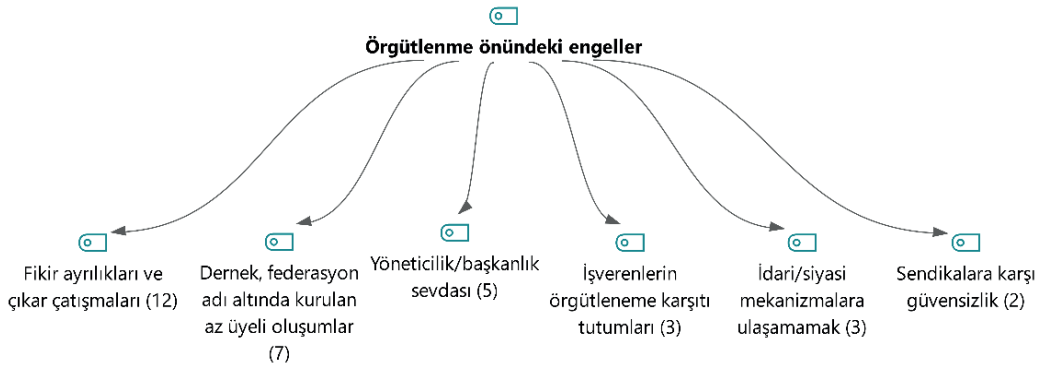 Örgütlenme önündeki engeller
Fikir ayrılıkları ve
çıkar çatışmaları (12)
Dernek, federasyon
adı altında kurulan
az üyeli oluşumlar
(7)
Yöneticilik/başkanlık
sevdası (5)
İşverenlerin
örgütleneme karşıtı
tutumları (3)
İdari/siyasi
mekanizmalara
ulaşamamak (3)
Sendikalara karşı
güvensizlik (2)